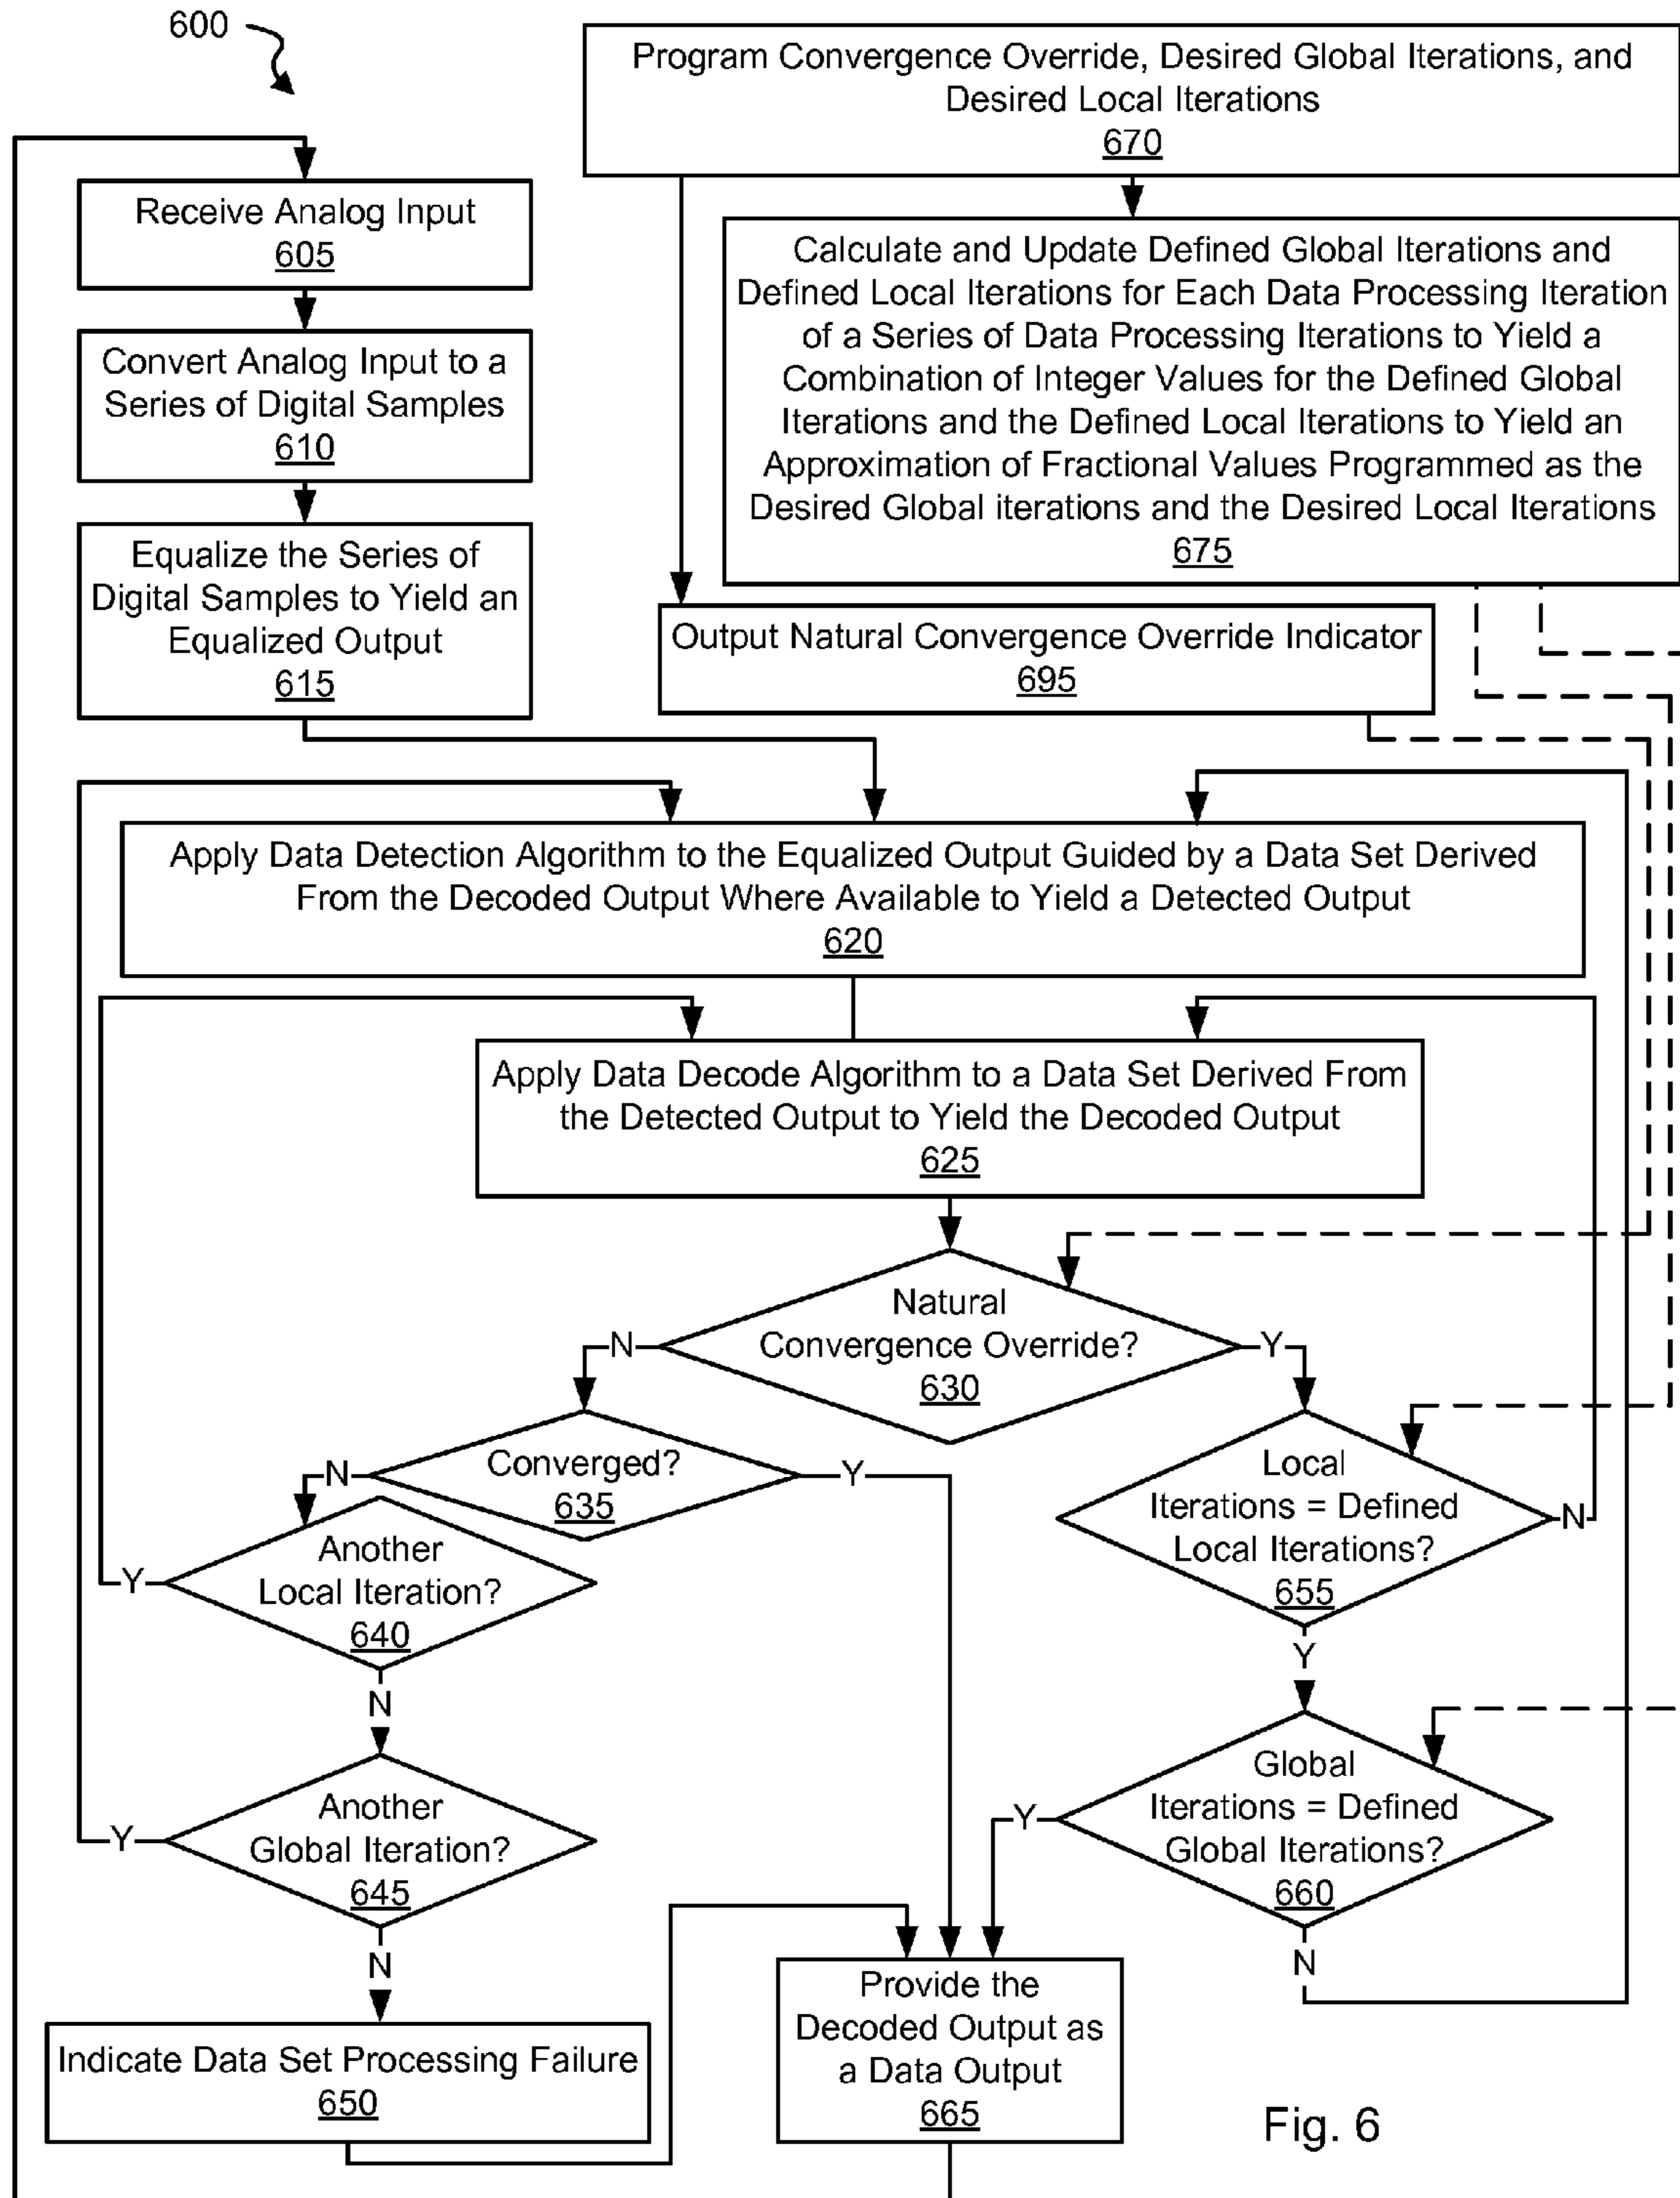 600
Program Convergence Override, Desired Global Iterations, and
Desired Local Iterations
670
Receive Analog Input
605
Calculate and Update Defined Global Iterations and
Defined Local Iterations for Each Data Processing Iteration
of a Series of Data Processing Iterations to Yield a
Combination of Integer Values for the Defined Global
Iterations and the Defined Local Iterations to Yield an
Approximation of Fractional Values Programmed as the
Desired Global iterations and the Desired Local Iterations
675
Convert Analog Input to a
Series of Digital Samples
610
Equalize the Series of
Digital Samples to Yield an
Equalized Output
615
Output Natural Convergence Override Indicator
695
Apply Data Detection Algorithm to the Equalized Output Guided by a Data Set Derived
From the Decoded Output Where Available to Yield a Detected Output
620
Apply Data Decode Algorithm to a Data Set Derived From
the Detected Output to Yield the Decoded Output
625
Natural
Convergence Override?
630
N
Y
Converged?
635
N
Y
Another
Local Iteration?
640
Y
N
Local
Iterations = Defined
Local Iterations?
655
N
Y
Another
Global Iteration?
645
Y
N
Global
Iterations = Defined
Global Iterations?
660
Y
N
Indicate Data Set Processing Failure
650
Provide the
Decoded Output as
a Data Output
665
Fig. 6